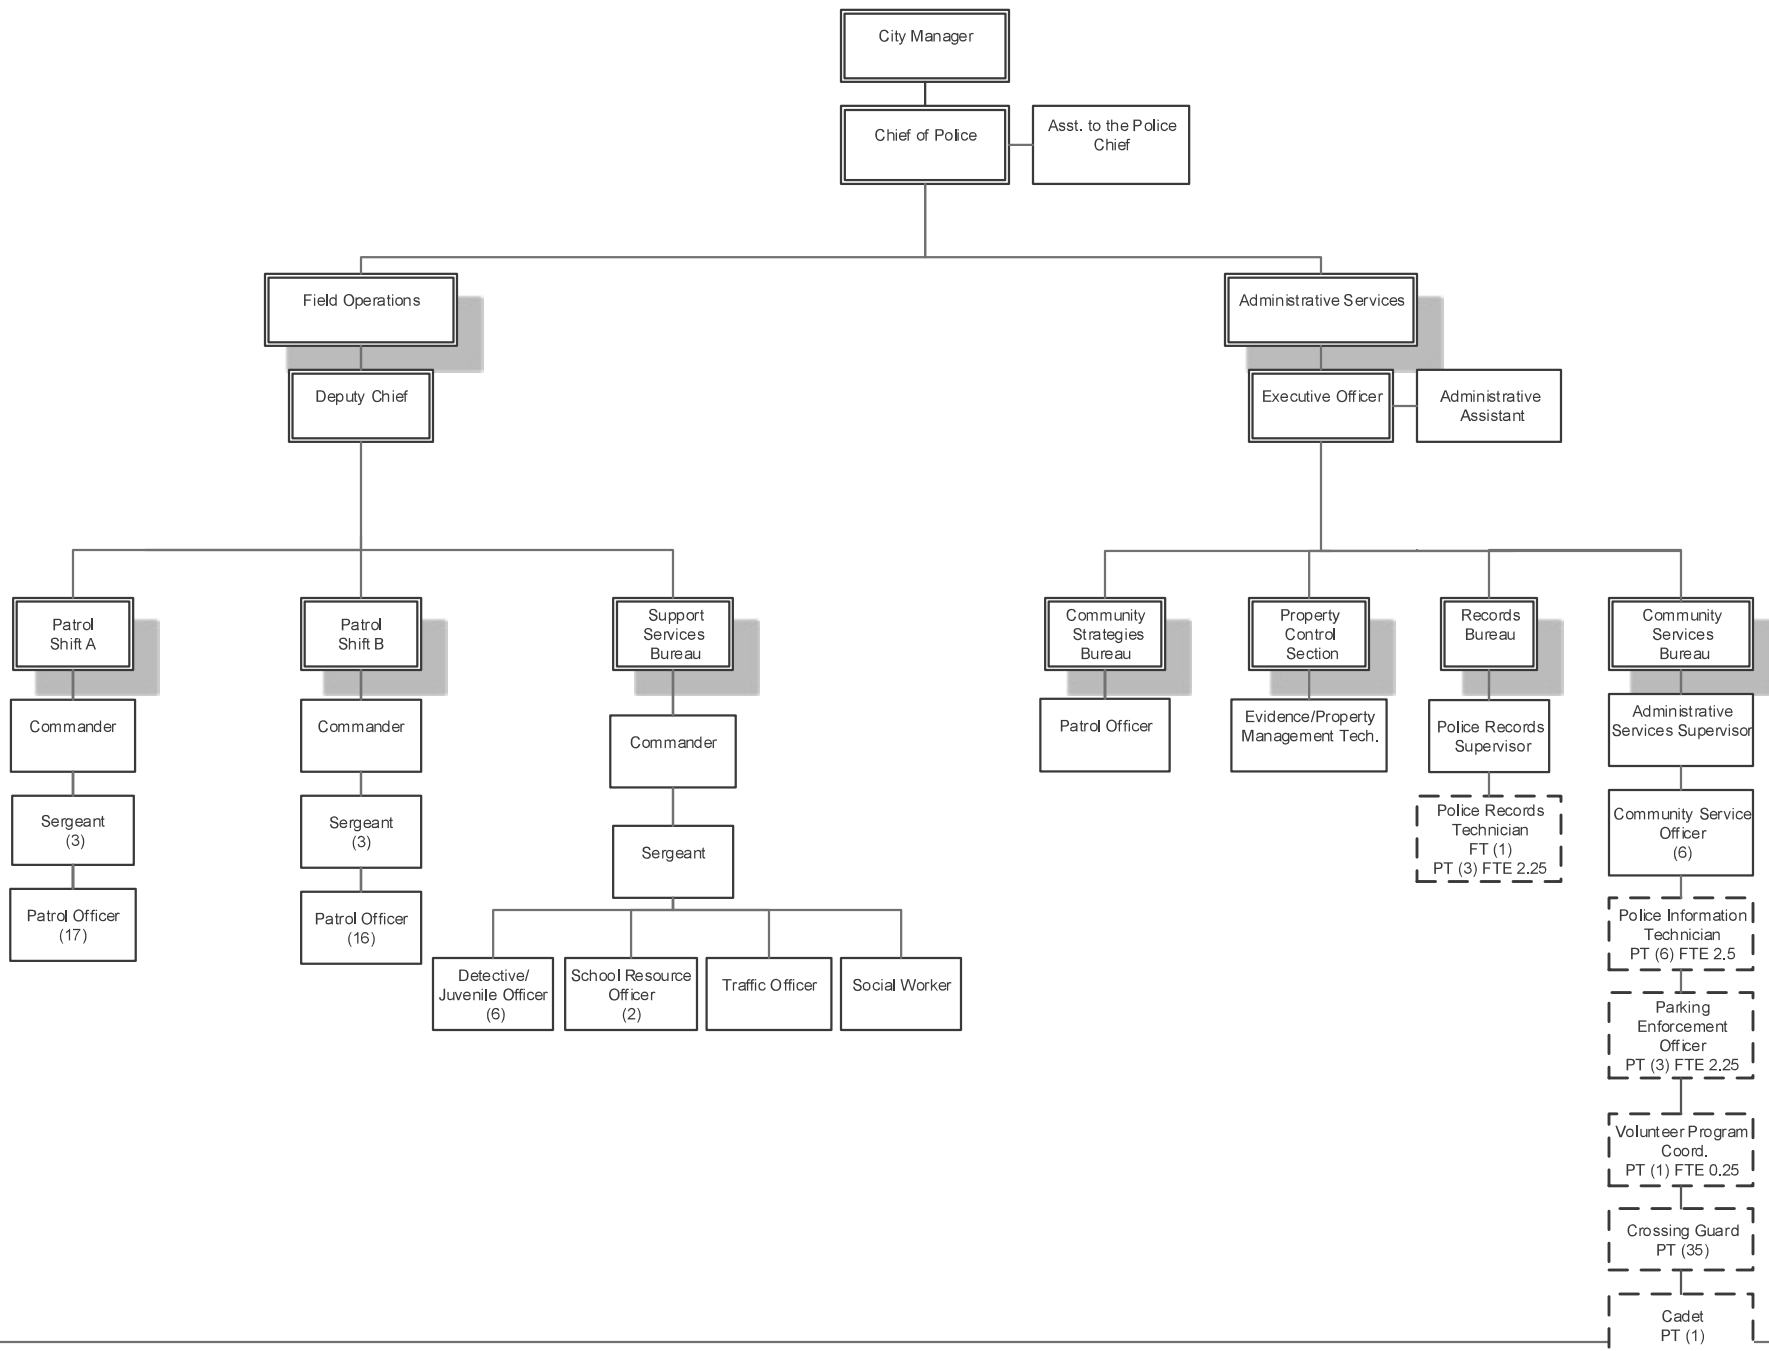 City Manager
Chief of Police
Asst. to the Police
Chief
Field Operations
Administrative Services
Deputy Chief
Executive Officer
Administrative
Assistant
Patrol
Shift A
Patrol
Shift B
Support
Services
Bureau
Community
Strategies
Bureau
Property
Control
Section
Records
Bureau
Community
Services
Bureau
Commander
Commander
Commander
Patrol Officer
Evidence/Property
Management Tech.
Police Records
Supervisor
Administrative
Services Supervisor
Sergeant
(3)
Sergeant
(3)
Sergeant
Police Records
Technician
FT (1)
PT (3) FTE 2.25
Community Service
Officer
(6)
Patrol Officer
(17)
Patrol Officer
(16)
Detective/
Juvenile Officer
(6)
School Resource
Officer
(2)
Traffic Officer
Social Worker
Police Information
Technician
PT (6) FTE 2.5
Parking
Enforcement
Officer
PT (3) FTE 2.25
Volunteer Program
Coord.
PT (1) FTE 0.25
Crossing Guard
PT (35)
Cadet
PT (1)